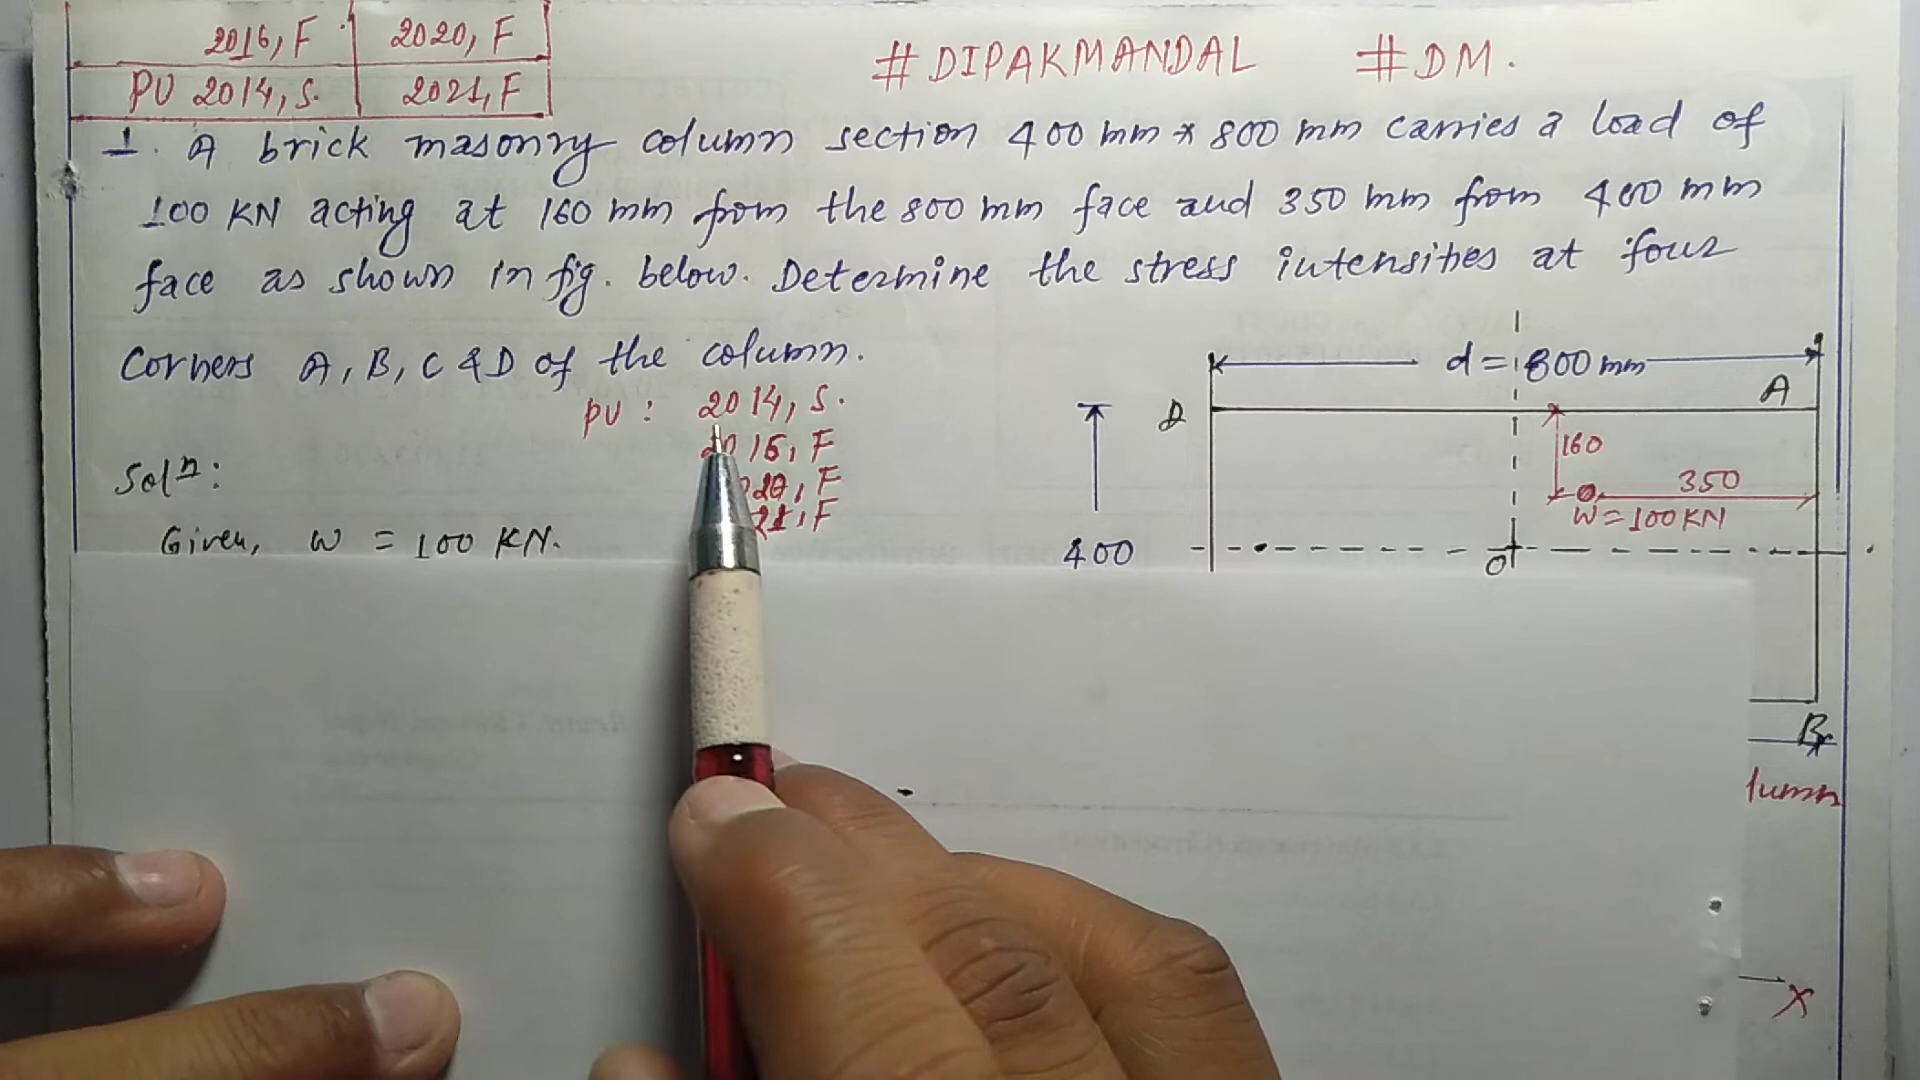 2016, F 2020, F
PU 2014, S. 2021, F
#DIPAKMANDAL #DM.
1. A brick masonry column section 400 mm * 800 mm carries a load of
100 KN acting at 160 mm from the 800 mm face and 350 mm from 400 mm
face as shown in fig. below. Determine the stress intensities at four
Corners A, B, C & D of the column.
PU : 2014, S.
16, F
F
21, F
Solⁿ:
Given, W = 100 KN.
d = 800 mm
D A
160
350
W = 100 KN
400
O
B
lumn
X